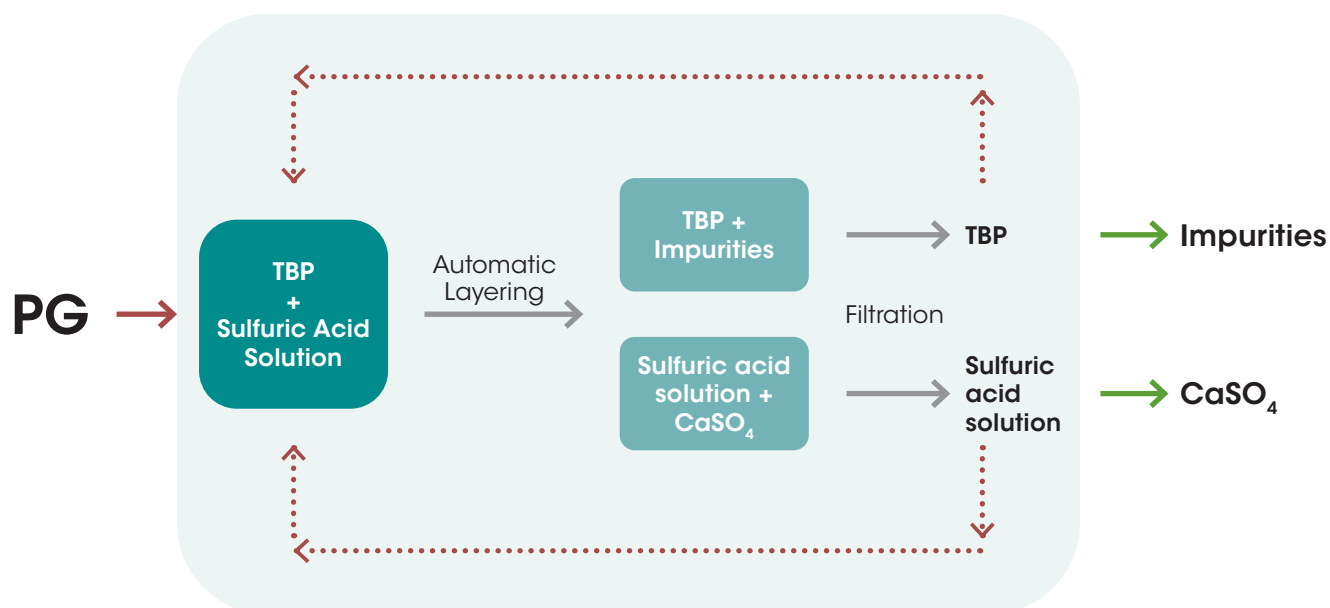 PG
TBP
+
Sulfuric Acid
Solution
Automatic
Layering
TBP +
Impurities
Sulfuric acid
solution +
CaSO₄
Filtration
TBP
Sulfuric
acid
solution
Impurities
CaSO₄